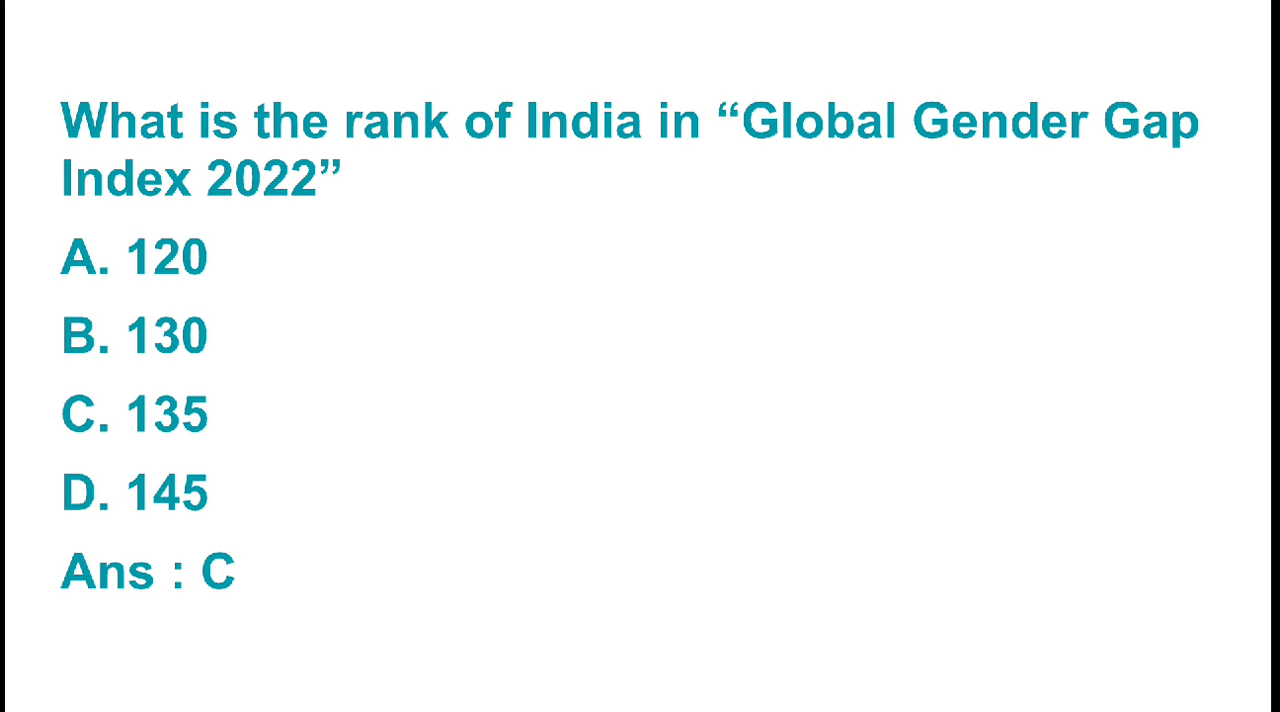 What is the rank of India in “Global Gender Gap
Index 2022”
A. 120
B. 130
C. 135
D. 145
Ans : C